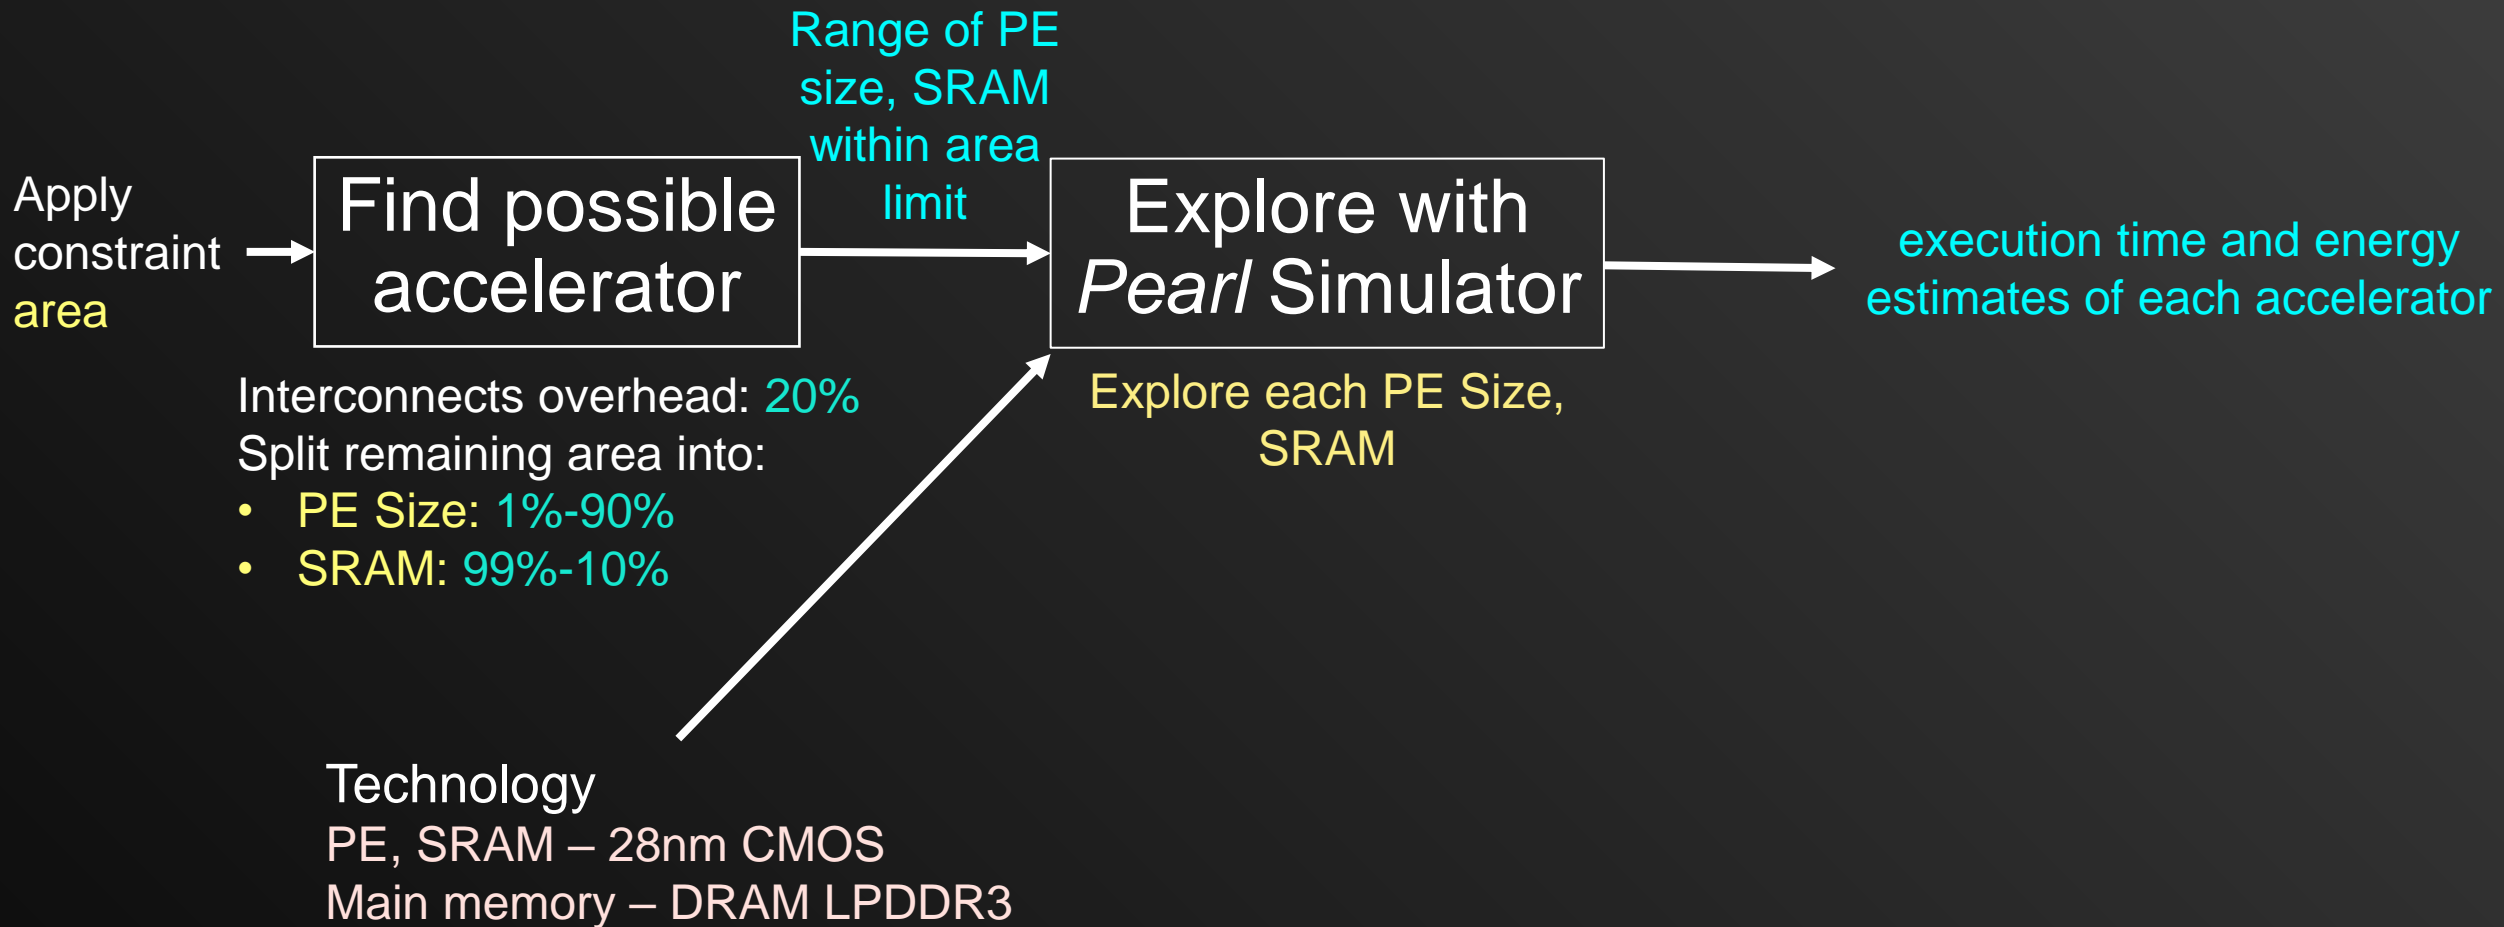 Apply
constraint
area
Find possible
accelerator
Range of PE
size, SRAM
within area
limit
Explore with
Pearl Simulator
execution time and energy
estimates of each accelerator
Interconnects overhead: 20%
Split remaining area into:
• PE Size: 1%-90%
• SRAM: 99%-10%
Explore each PE Size,
SRAM
Technology
PE, SRAM – 28nm CMOS
Main memory – DRAM LPDDR3